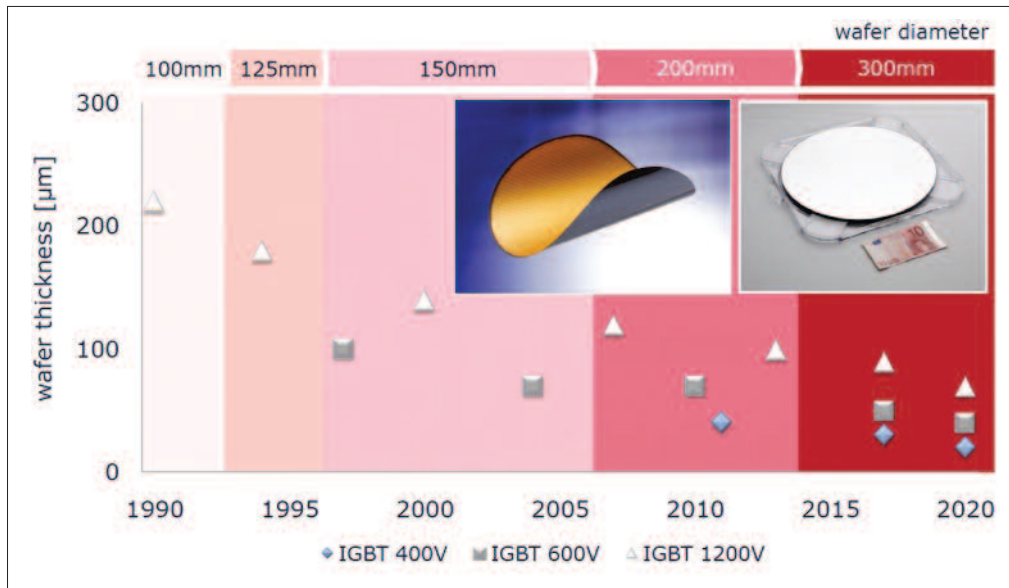 wafer diameter
100mm 125mm 150mm 200mm 300mm
300
200
100
0
wafer thickness [µm]
1990 1995 2000 2005 2010 2015 2020
IGBT 400V IGBT 600V IGBT 1200V
10